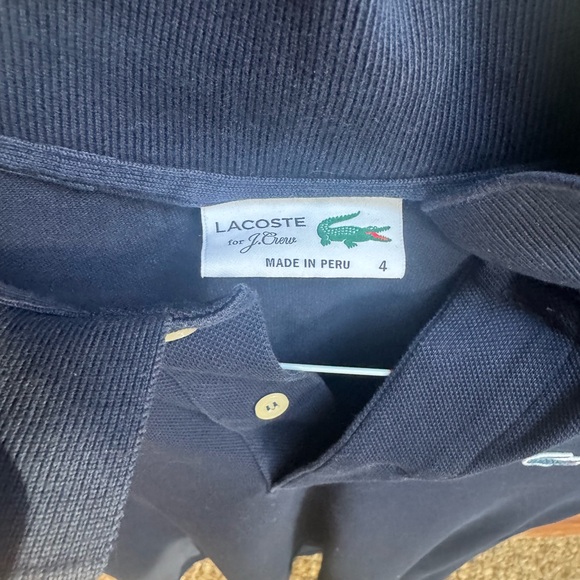 LACOSTE
for J.Crew
MADE IN PERU 4